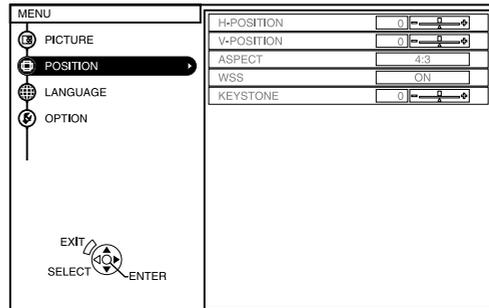 MENU
PICTURE
POSITION
LANGUAGE
OPTION
EXIT
SELECT
ENTER
H-POSITION 0
V-POSITION 0
ASPECT 4:3
WSS ON
KEYSTONE 0